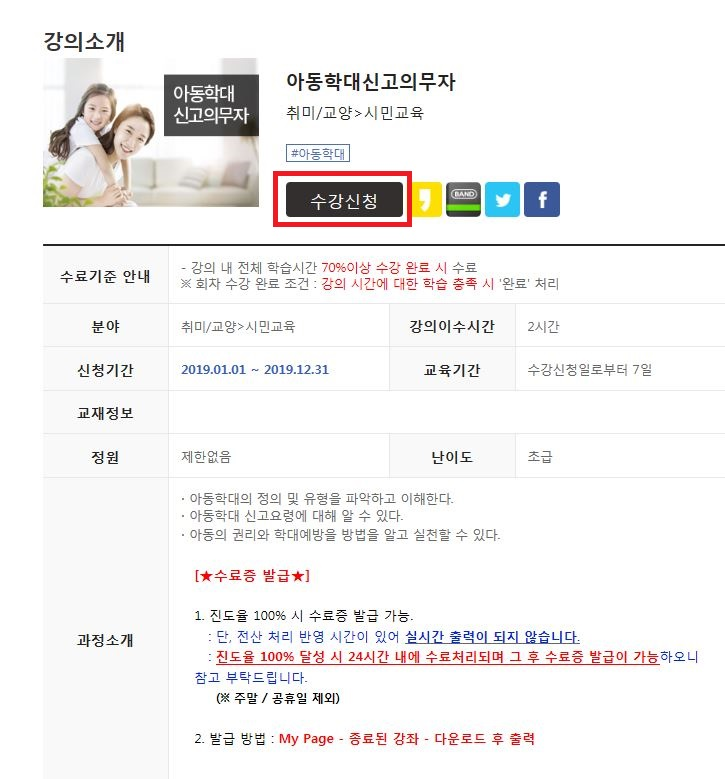 강의소개
아동학대
신고의무자
아동학대신고의무자
취미/교양>시민교육
#아동학대
수강신청
BAND
수료기준 안내
- 강의 내 전체 학습시간 70%이상 수강 완료 시 수료
※ 회차 수강 완료 조건 : 강의 시간에 대한 학습 충족 시 '완료' 처리
분야
취미/교양>시민교육
강의이수시간
2시간
신청기간
2019.01.01 ~ 2019.12.31
교육기간
수강신청일로부터 7일
교재정보
정원
제한없음
난이도
초급
과정소개
· 아동학대의 정의 및 유형을 파악하고 이해한다.
· 아동학대 신고요령에 대해 알 수 있다.
· 아동의 권리와 학대예방을 방법을 알고 실천할 수 있다.
[★수료증 발급★]
1. 진도율 100% 시 수료증 발급 가능.
: 단, 전산 처리 반영 시간이 있어 실시간 출력이 되지 않습니다.
: 진도율 100% 달성 시 24시간 내에 수료처리되며 그 후 수료증 발급이 가능하오니
참고 부탁드립니다.
(※ 주말 / 공휴일 제외)
2. 발급 방법 : My Page - 종료된 강좌 - 다운로드 후 출력